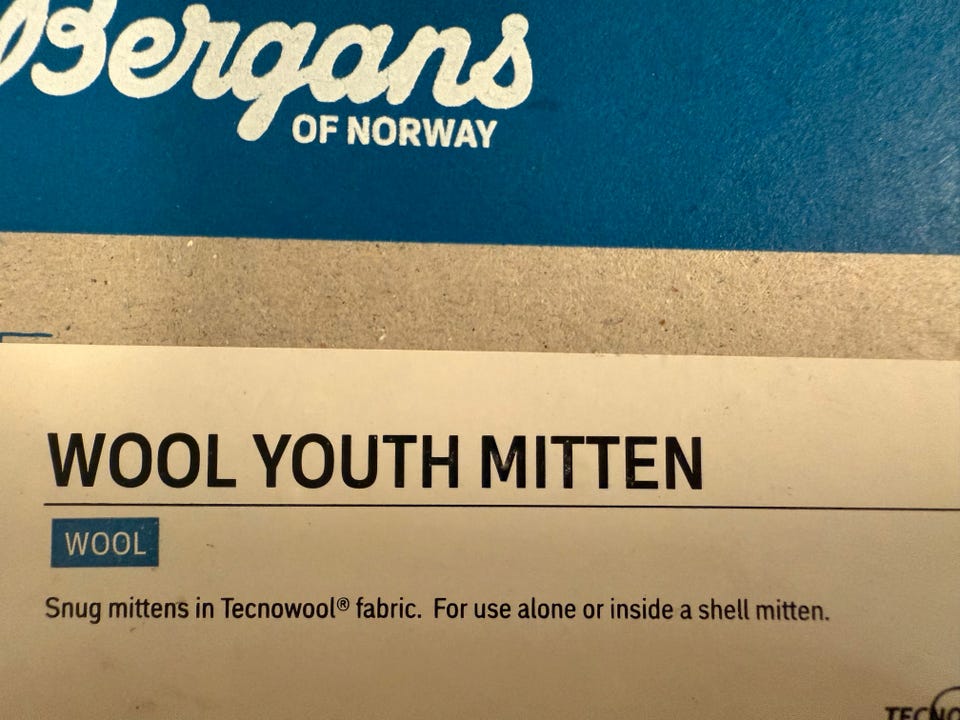 Bergans
OF NORWAY
WOOL YOUTH MITTEN
WOOL
Snug mittens in Tecnowool® fabric. For use alone or inside a shell mitten.